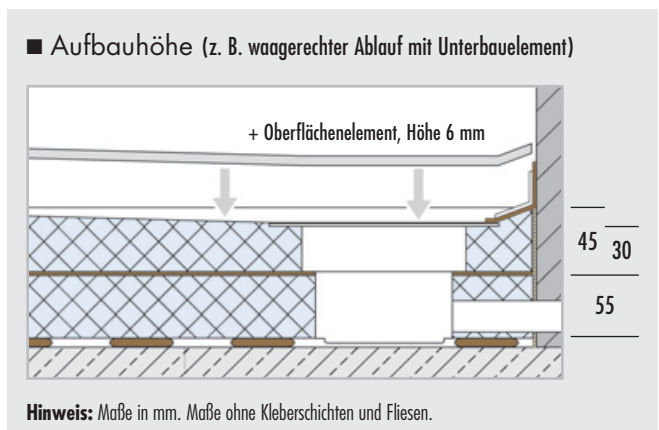 ■ Aufbauhöhe (z. B. waagerechter Ablauf mit Unterbauelement)
+ Oberflächenelement, Höhe 6 mm
45
30
55
Hinweis: Maße in mm. Maße ohne Kleberschichten und Fliesen.